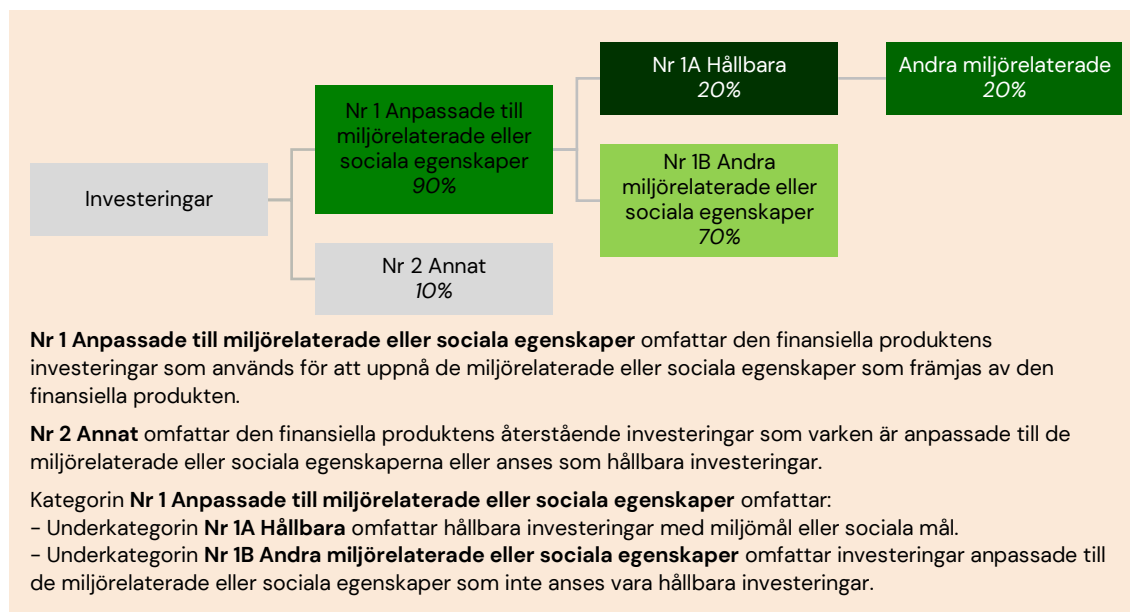 Investeringar
Nr 1 Anpassade till
miljörelaterade eller
sociala egenskaper
90%
Nr 2 Annat
10%
Nr 1A Hållbara
20%
Nr 1B Andra
miljörelaterade eller
sociala egenskaper
70%
Andra miljörelaterade
20%
Nr 1 Anpassade till miljörelaterade eller sociala egenskaper omfattar den finansiella produktens
investeringar som används för att uppnå de miljörelaterade eller sociala egenskaper som främjas av den
finansiella produkten.
Nr 2 Annat omfattar den finansiella produktens återstående investeringar som varken är anpassade till de
miljörelaterade eller sociala egenskaperna eller anses som hållbara investeringar.
Kategorin Nr 1 Anpassade till miljörelaterade eller sociala egenskaper omfattar:
– Underkategorin Nr 1A Hållbara omfattar hållbara investeringar med miljömål eller sociala mål.
– Underkategorin Nr 1B Andra miljörelaterade eller sociala egenskaper omfattar investeringar anpassade till
de miljörelaterade eller sociala egenskaper som inte anses vara hållbara investeringar.